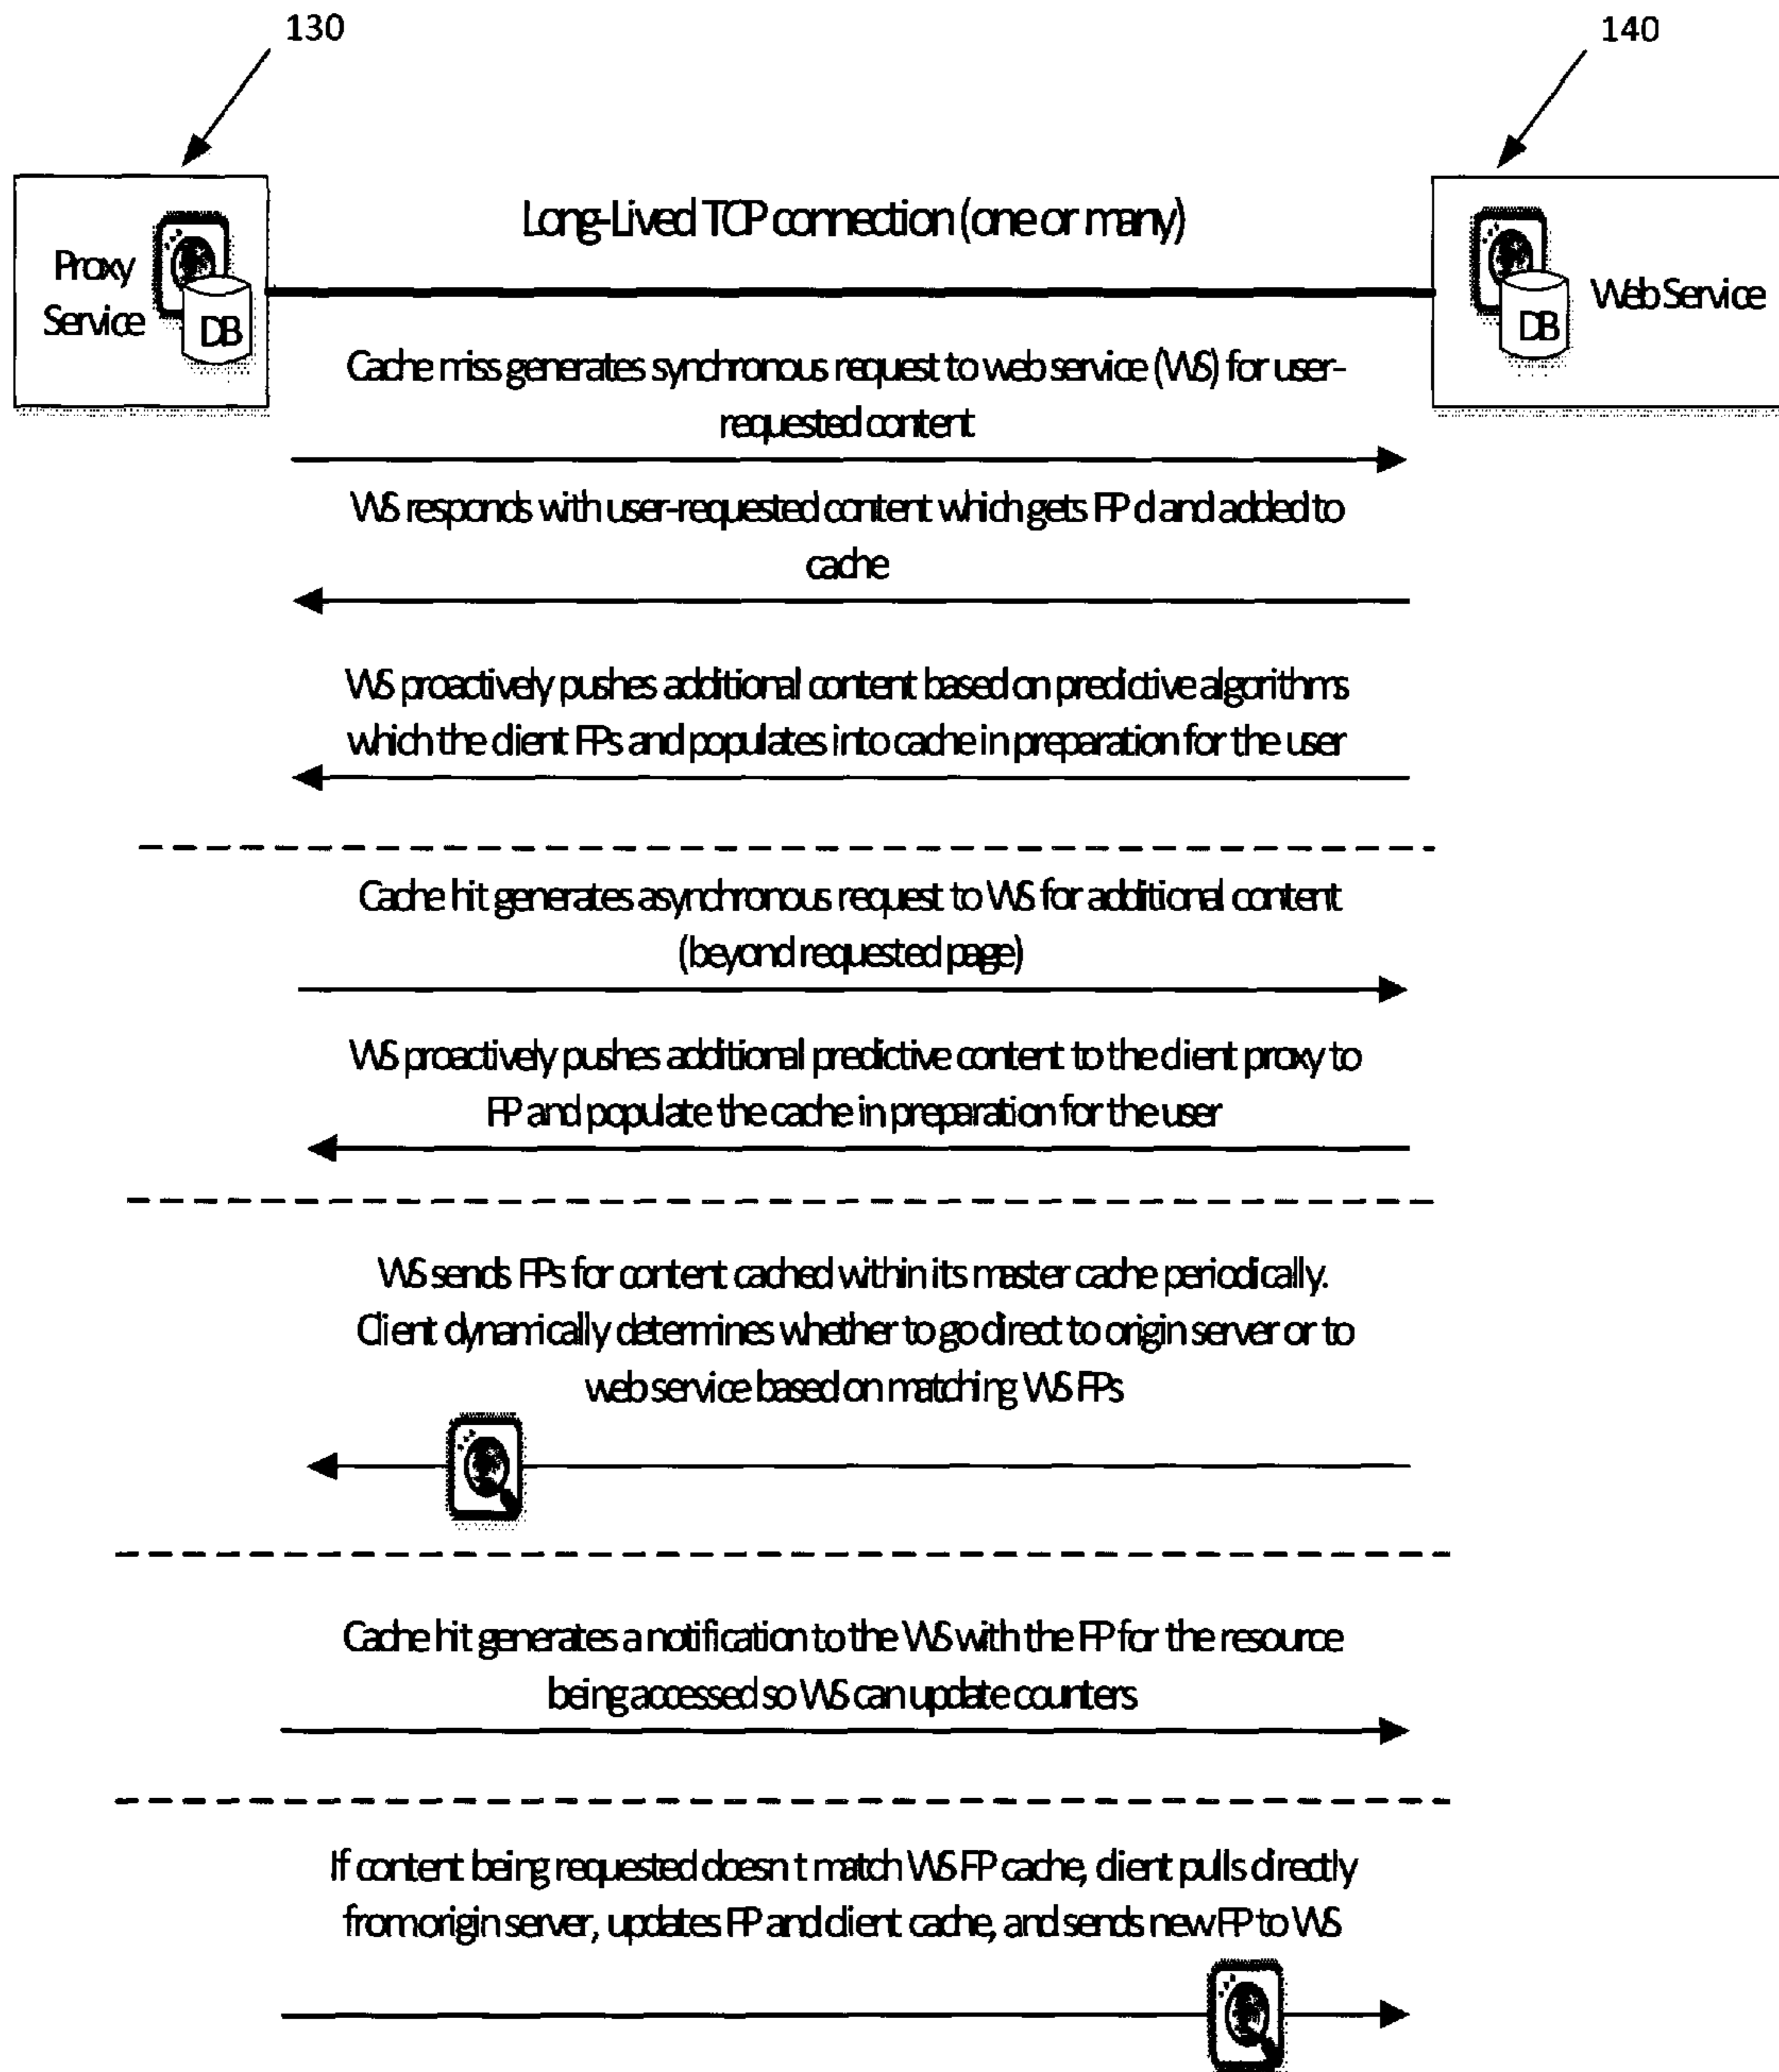 130
140
Proxy
Service
DB
Long-Lived TCP connection (one or many)
DB
Web Service
Cache miss generates synchronous request to web service (WS) for user-
requested content
WS responds with user-requested content which gets FP d and added to
cache
WS proactively pushes additional content based on predictive algorithms
which the client FPs and populates into cache in preparation for the user
Cache hit generates asynchronous request to WS for additional content
(beyond requested page)
WS proactively pushes additional predictive content to the client proxy to
FP and populate the cache in preparation for the user
WS sends FPs for content cached within its master cache periodically.
Client dynamically determines whether to go direct to origin server or to
web service based on matching WS FPs
Cache hit generates a notification to the WS with the FP for the resource
being accessed so WS can update counters
If content being requested doesn t match WS FP cache, client pulls directly
from origin server, updates FP and client cache, and sends new FP to WS